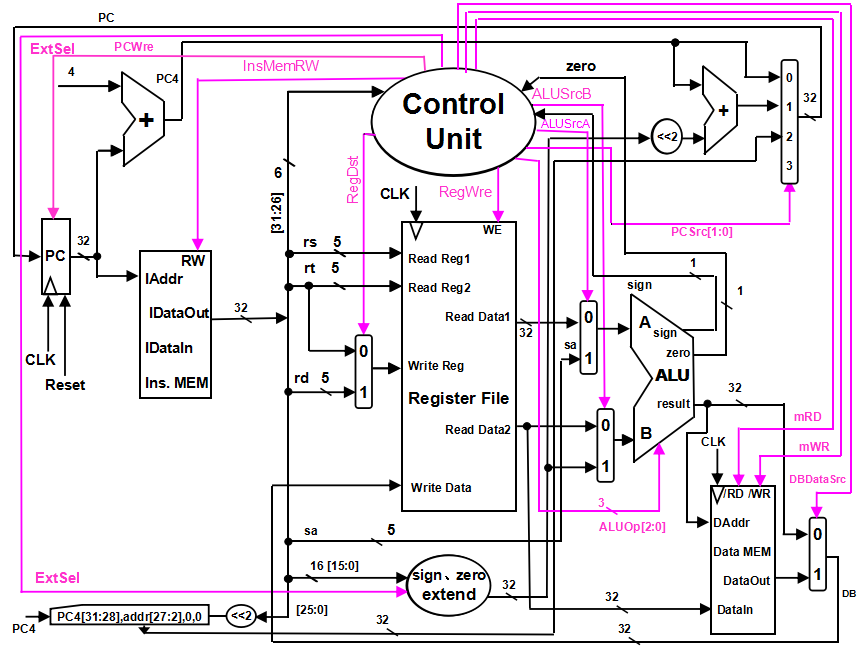 PC
ExtSel
PCWre
InsMemRW
zero
4
PC4
+
Control
Unit
ALUSrcB
ALUSrcA
+
<<2
0
1
2
3
32
6
[31:26]
RegDst
CLK
RegWre
PCSrc[1:0]
32
PC
RW
IAddr
IDataOut
IDataIn
Ins. MEM
32
CLK
Reset
rs 5
rt 5
rd 5
0
1
WE
Read Reg1
Read Reg2
Read Data1
Write Reg
Register File
Read Data2
Write Data
32
sa
0
1
0
1
sign
1
1
A
sign
zero
ALU
result
B
32
3
ALUOp[2:0]
CLK
mRD
mWR
DBDataSrc
/RD /WR
DAddr
Data MEM
DataOut
DataIn
0
1
DB
sa 5
16 [15:0]
sign、zero
extend
32
32
ExtSel
[25:0]
PC4
PC4[31:28],addr[27:2],0,0
<<2
32
32